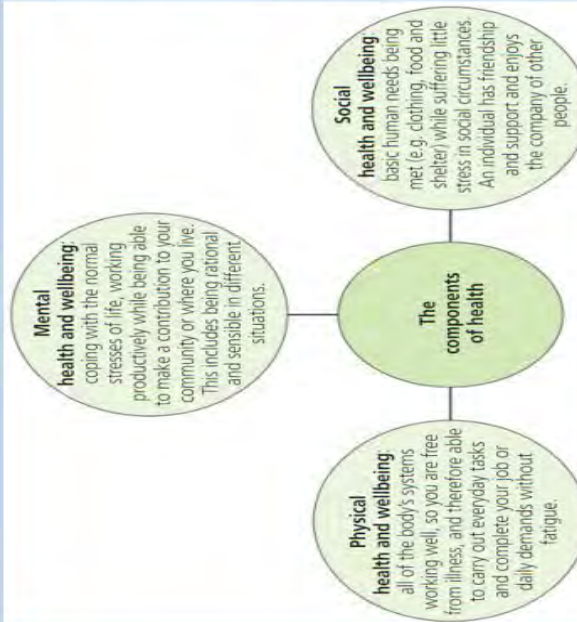 Mental
health and wellbeing:
coping with the normal
stresses of life, working
productively while being able
to make a contribution to your
community or where you live.
This includes being rational
and sensible in different
situations.
Physical
health and wellbeing:
all of the body's systems
working well, so you are free
from illness, and therefore able
to carry out everyday tasks
and complete your job or
daily demands without
fatigue.
The
components
of health
Social
health and wellbeing:
basic human needs being
met (e.g. clothing, food and
shelter) while suffering little
stress in social circumstances.
An individual has friendship
and support and enjoys
the company of other
people.